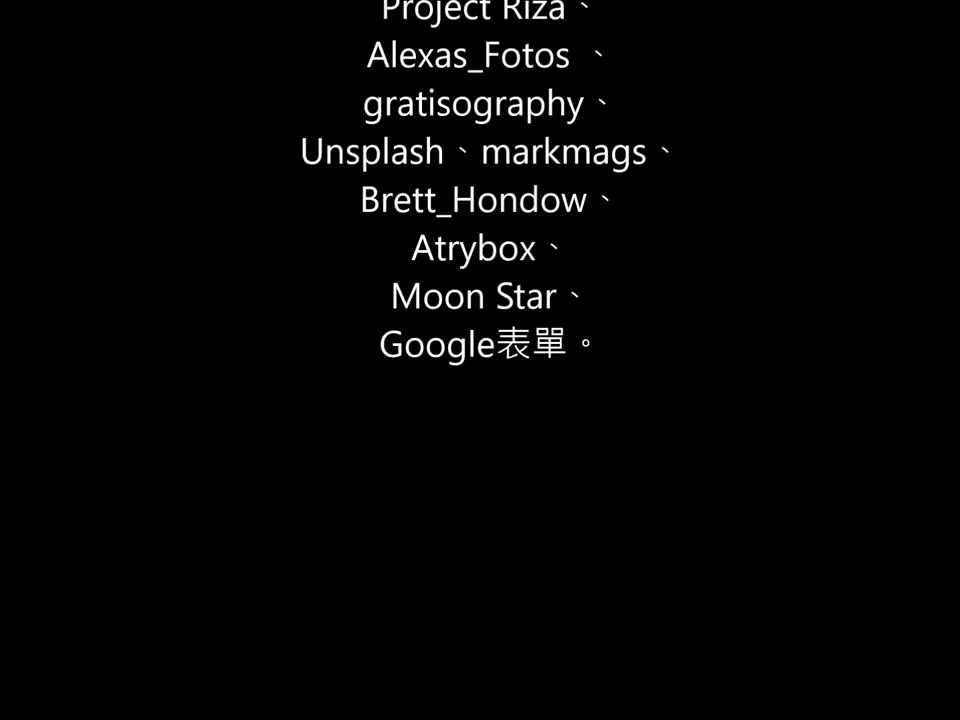 Project Riza、
Alexas_Fotos 、
gratisography、
Unsplash、markmags、
Brett_Hondow、
Atrybox、
Moon Star、
Google表單。